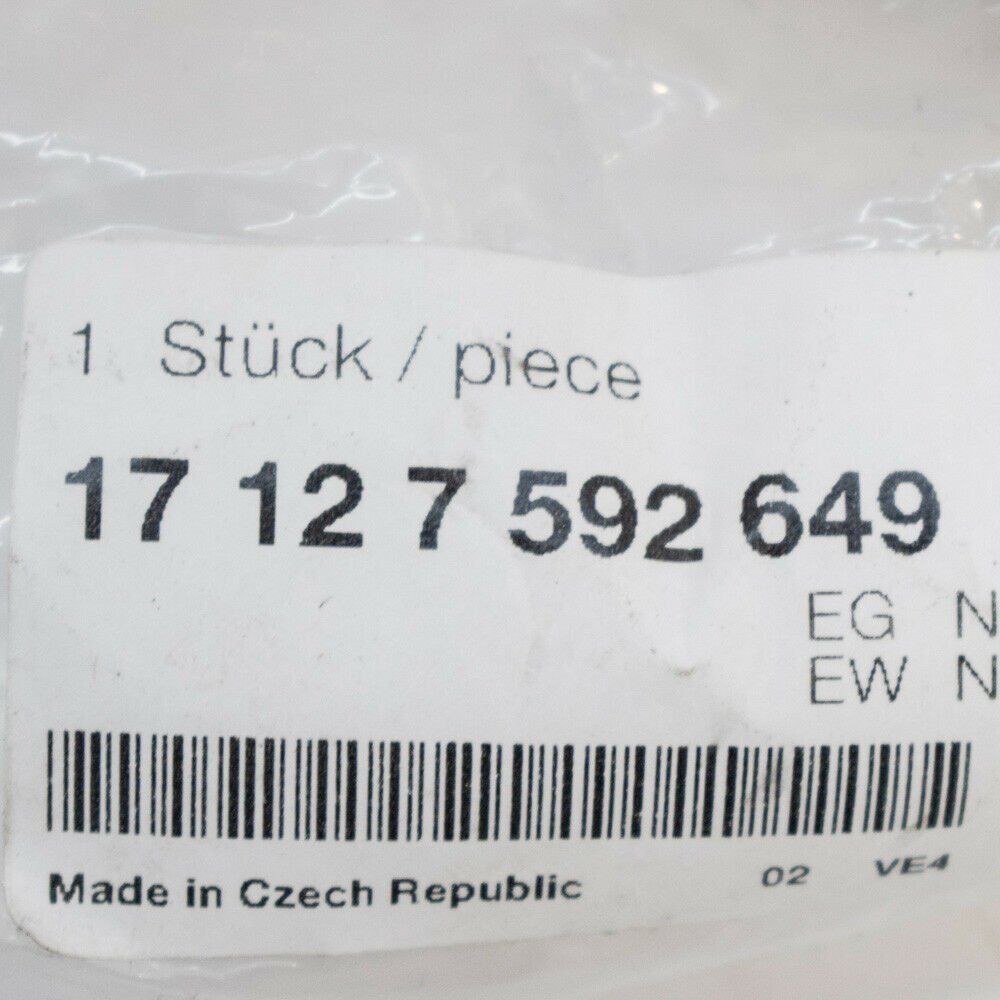 1 Stück / piece
17 12 7 592 649
EG N
EW N
Made in Czech Republic 02 VE4